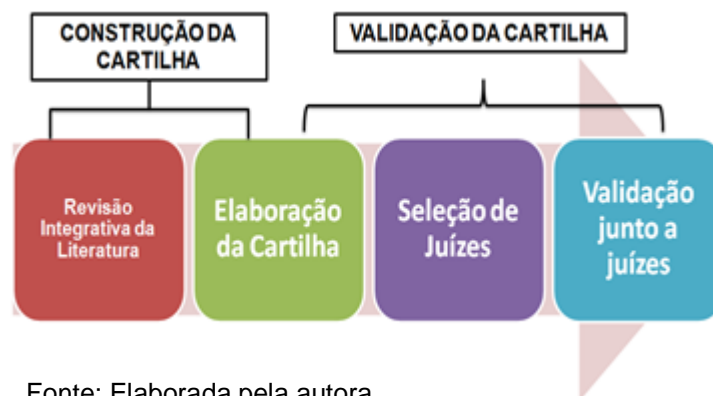 CONSTRUÇÃO DA
CARTILHA
VALIDAÇÃO DA CARTILHA
Revisão
Integrativa da
Literatura
Elaboração
da Cartilha
Seleção de
Juízes
Validação
junto a
juízes
Fonte: Elaborada pela autora